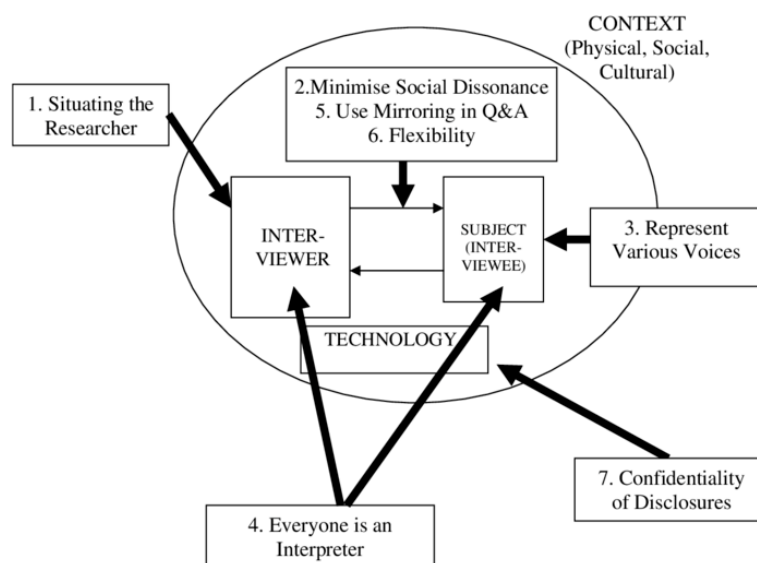 CONTEXT
(Physical, Social,
Cultural)
1. Situating the
Researcher
2.Minimise Social Dissonance
5. Use Mirroring in Q&A
6. Flexibility
INTER-
VIEWER
SUBJECT
(INTER-
VIEWEE)
3. Represent
Various Voices
TECHNOLOGY
7. Confidentiality
of Disclosures
4. Everyone is an
Interpreter